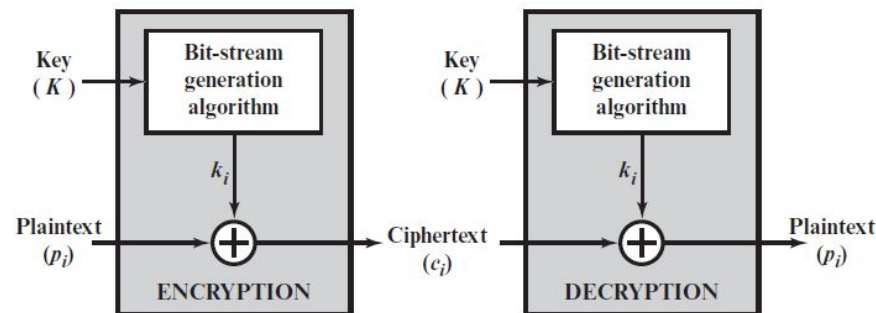 Key
( K )
Bit-stream
generation
algorithm
k_i
Plaintext
(p_i)
ENCRYPTION
Ciphertext
(c_i)
Key
( K )
Bit-stream
generation
algorithm
k_i
Plaintext
(p_i)
DECRYPTION